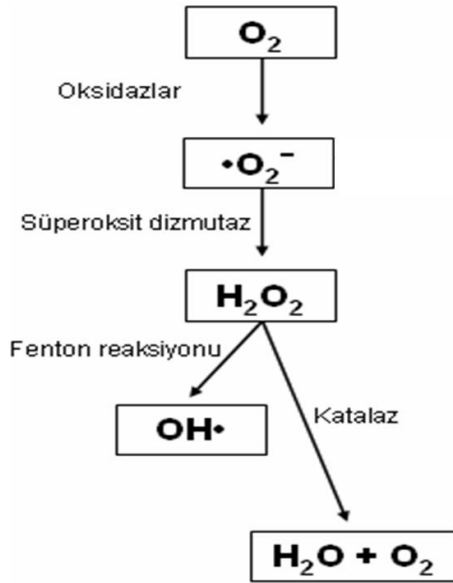 O₂
Oksidazlar
•O₂⁻
Süperoksit dizmutaz
H₂O₂
Fenton reaksiyonu
Katalaz
OH•
H₂O + O₂